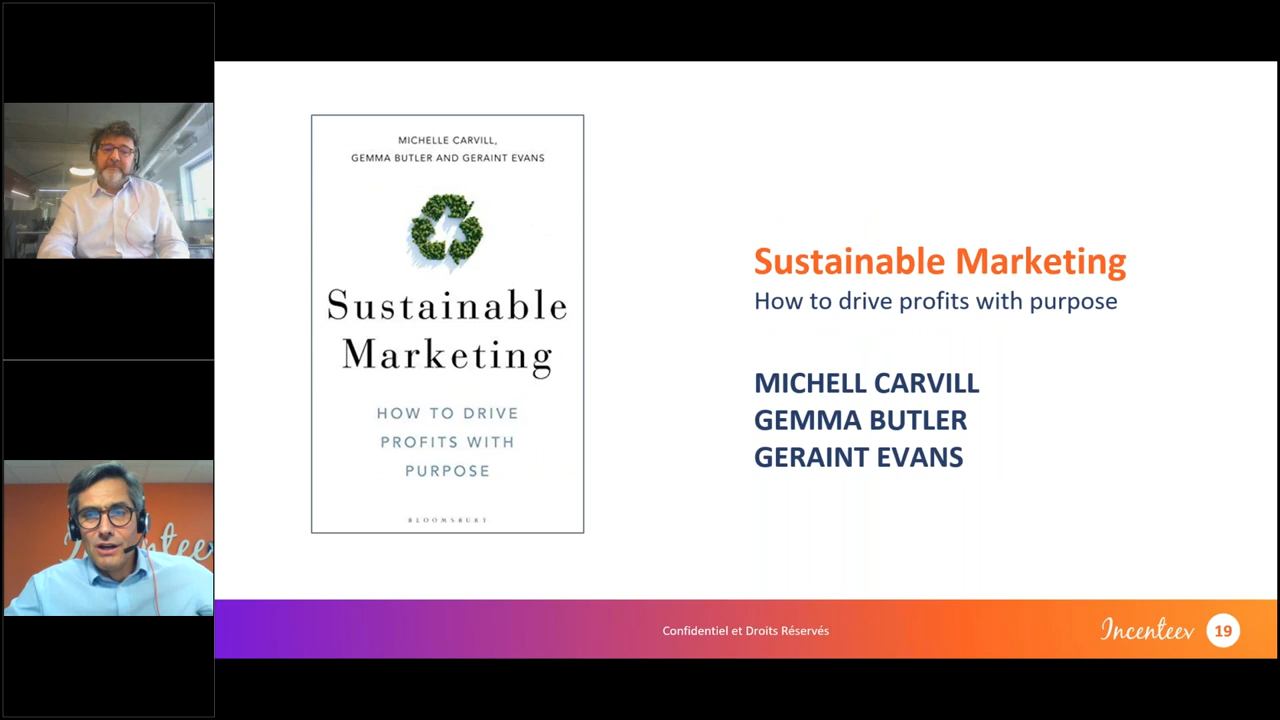 MICHELLE CARVILL,
GEMMA BUTLER AND GERAINT EVANS
Sustainable
Marketing
HOW TO DRIVE
PROFITS WITH
PURPOSE
BLOOMSBURY
Sustainable Marketing
How to drive profits with purpose
MICHELL CARVILL
GEMMA BUTLER
GERAINT EVANS
Incenteev
Confidentiel et Droits Réservés
Incenteev
19